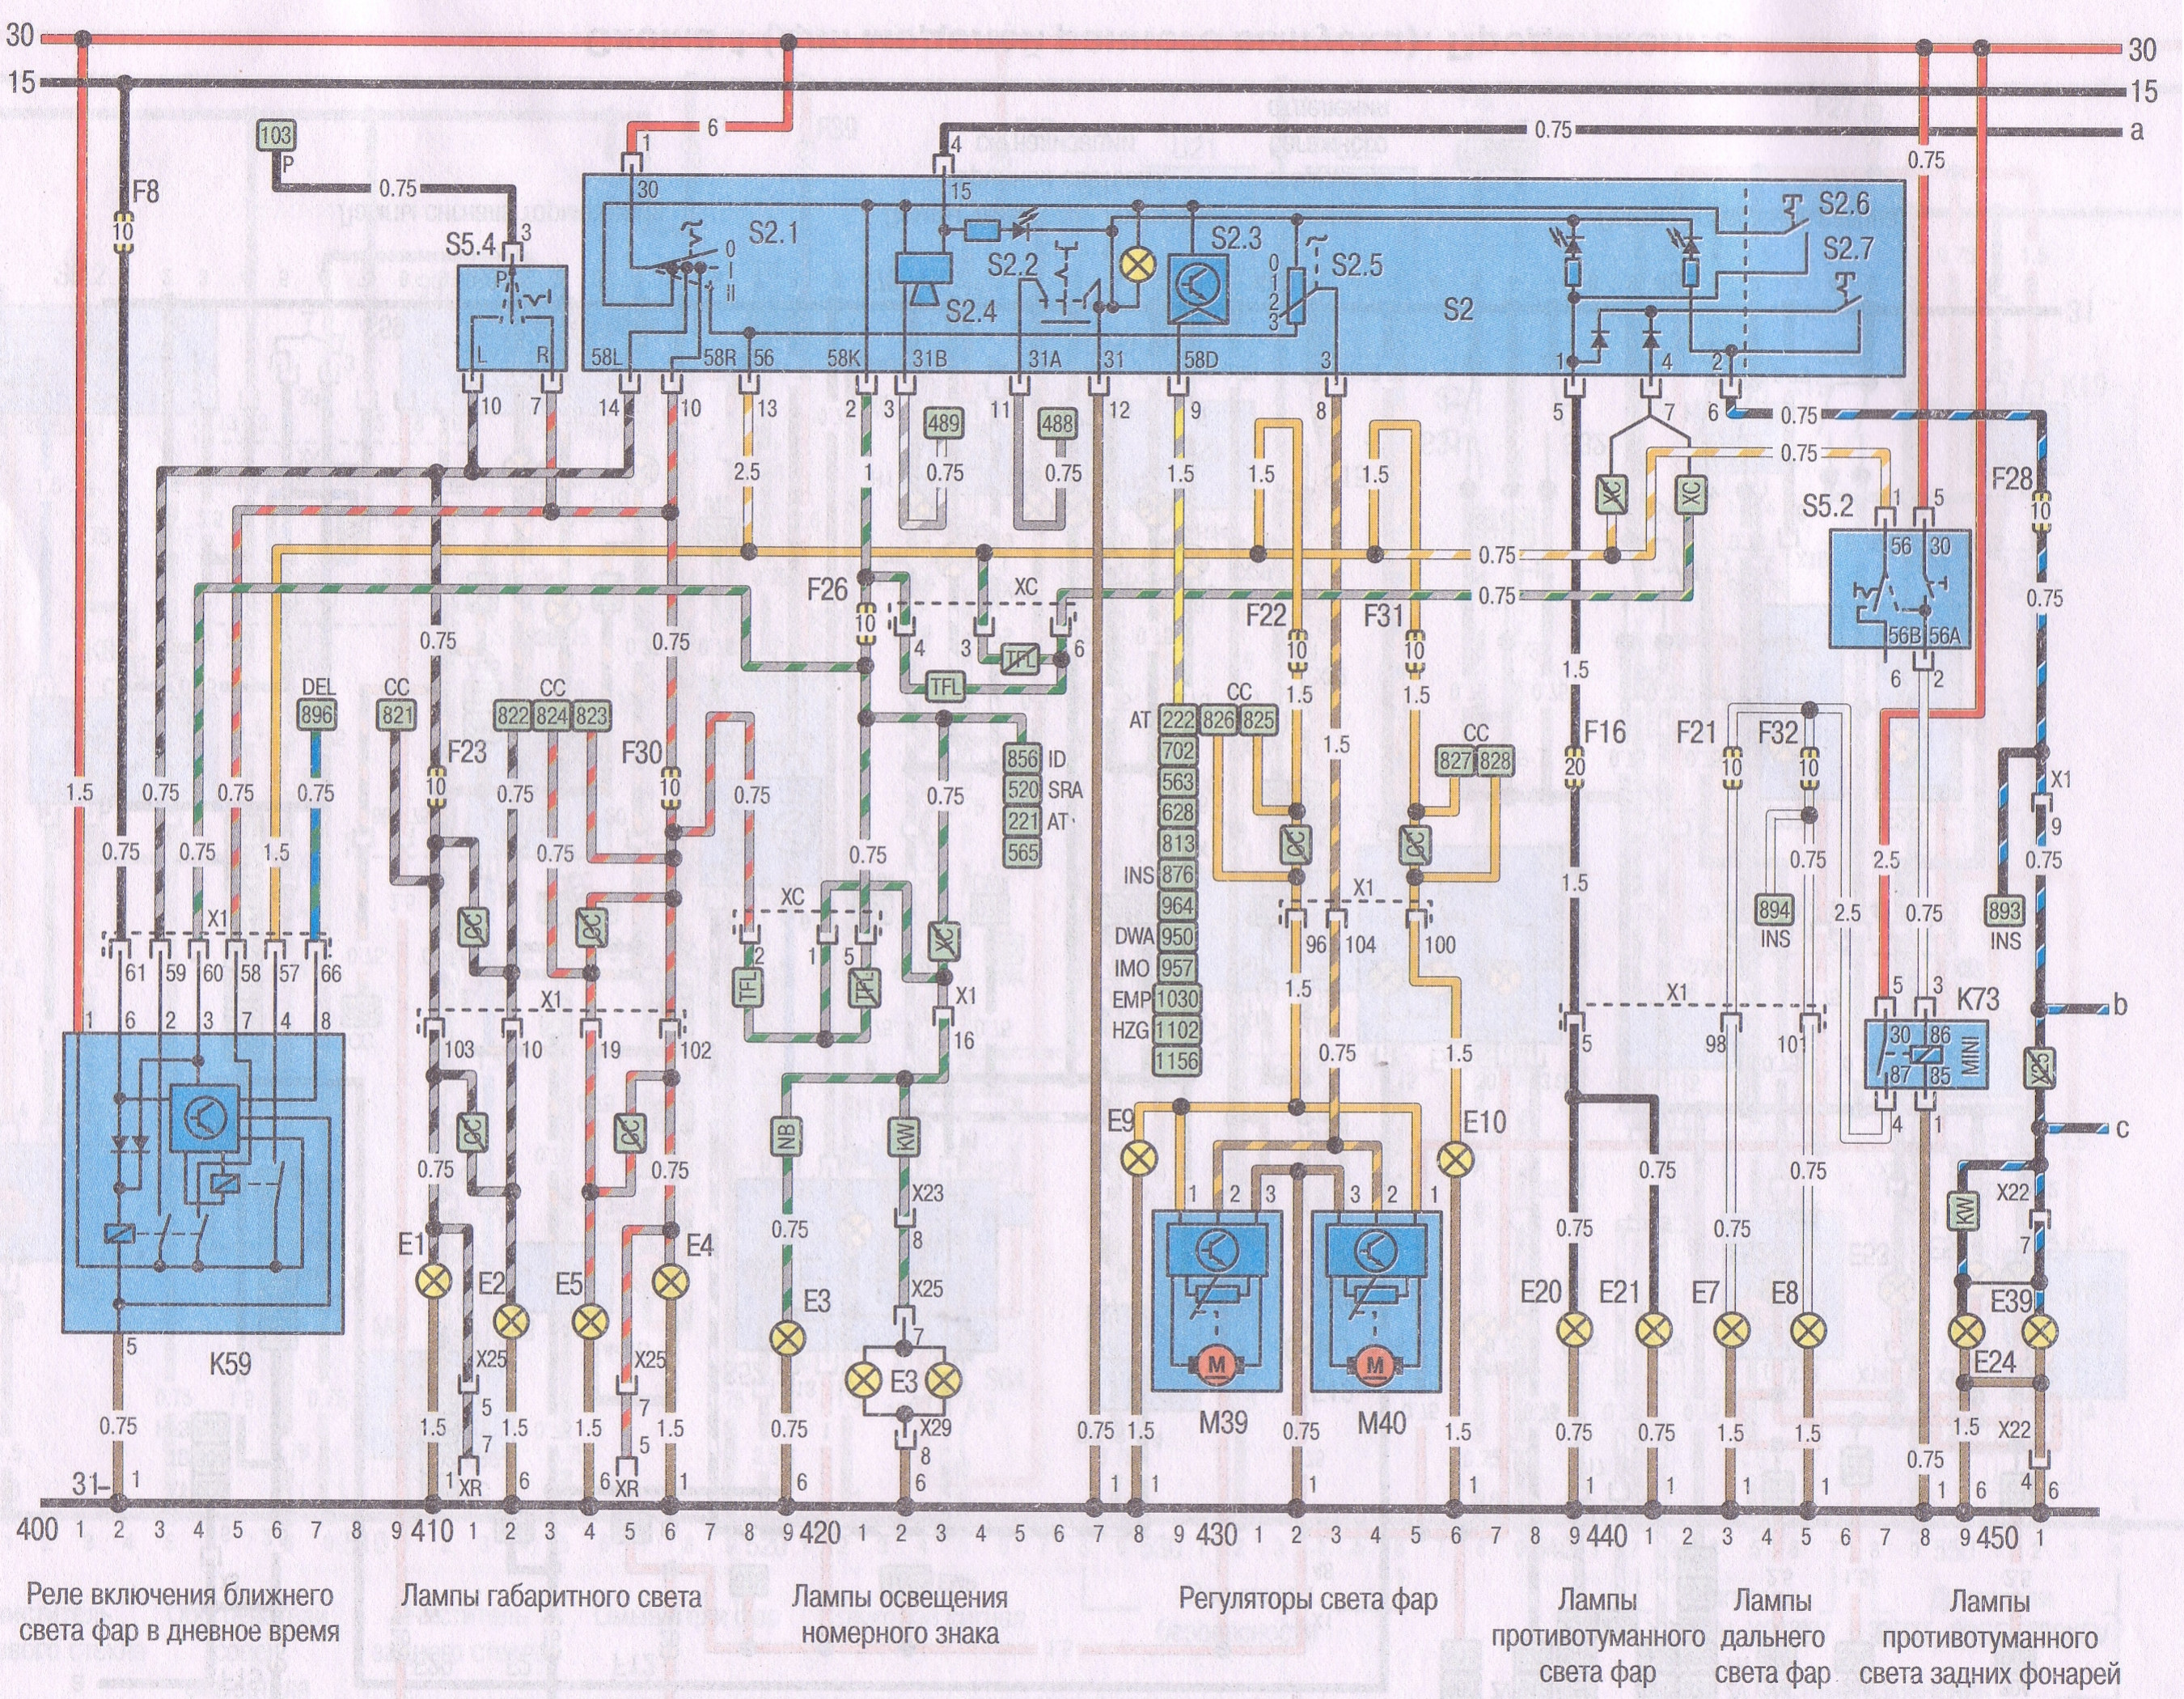 30
30
15
15
a
6
4
0.75
103
P
0.75
F8
10
3
S5.4
P
L
R
1
30
15
S2.1
0
I
II
S2.2
S2.4
S2.3
S2.5
0
1
2
3
S2
S2.6
S2.7
0.75
58L
58R
56
58K
31B
31A
31
58D
3
1
4
2
10
7
14
10
13
2
3
11
12
9
8
5
7
6
0.75
489
488
2.5
1
0.75
0.75
1.5
1.5
1.5
0.75
F28
10
XC
XC
S5.2
1
5
56
30
56B
56A
6
2
0.75
0.75
0.75
F26
10
XC
4
3
6
TFL
TFL
F22
10
F31
10
0.75
0.75
1.5
1.5
1.5
DEL
896
CC
821
CC
822
824
823
F23
10
F30
10
AT
222
702
563
628
813
INS
876
964
DWA
950
IMO
957
EMP
1030
HZG
1102
1156
CC
826
825
CC
827
828
1.5
F16
20
F21
10
F32
10
X1
9
856
ID
520
SRA
221
AT
565
1.5
0.75
0.75
0.75
0.75
0.75
1.5
0.75
0.75
0.75
0.75
0.75
0.75
CC
CC
CC
CC
1.5
0.75
2.5
2.5
0.75
0.75
894
INS
893
INS
X1
61
59
60
58
57
66
XC
2
1
5
TFL
TFL
XC
X1
16
X1
96
104
100
X1
103
10
19
102
X1
5
98
101
5
3
K73
30
86
87
85
MINI
4
1
b
X25
c
1
6
2
3
7
4
8
5
K59
CC
CC
0.75
0.75
NB
KW
1.5
0.75
1.5
E9
E10
1
2
3
3
2
1
M
M
M39
M40
X23
8
X25
7
0.75
E3
E3
X29
8
E1
E2
E5
E4
X25
5
7
XR
X25
7
5
XR
0.75
0.75
0.75
0.75
E20
E21
E7
E8
KW
X22
7
E39
E24
X22
4
0.75
1.5
1.5
1.5
1.5
0.75
0.75
1.5
0.75
1.5
0.75
0.75
1.5
1.5
0.75
1.5
31
1
1
6
6
1
6
6
1
1
1
1
1
1
1
1
1
6
6
400 1 2 3 4 5 6 7 8 9 410 1 2 3 4 5 6 7 8 9 420 1 2 3 4 5 6 7 8 9 430 1 2 3 4 5 6 7 8 9 440 1 2 3 4 5 6 7 8 9 450 1
Реле включения ближнего
света фар в дневное время
Лампы габаритного света
Лампы освещения
номерного знака
Регуляторы света фар
Лампы
противотуманного
света фар
Лампы
дальнего
света фар
Лампы
противотуманного
света задних фонарей